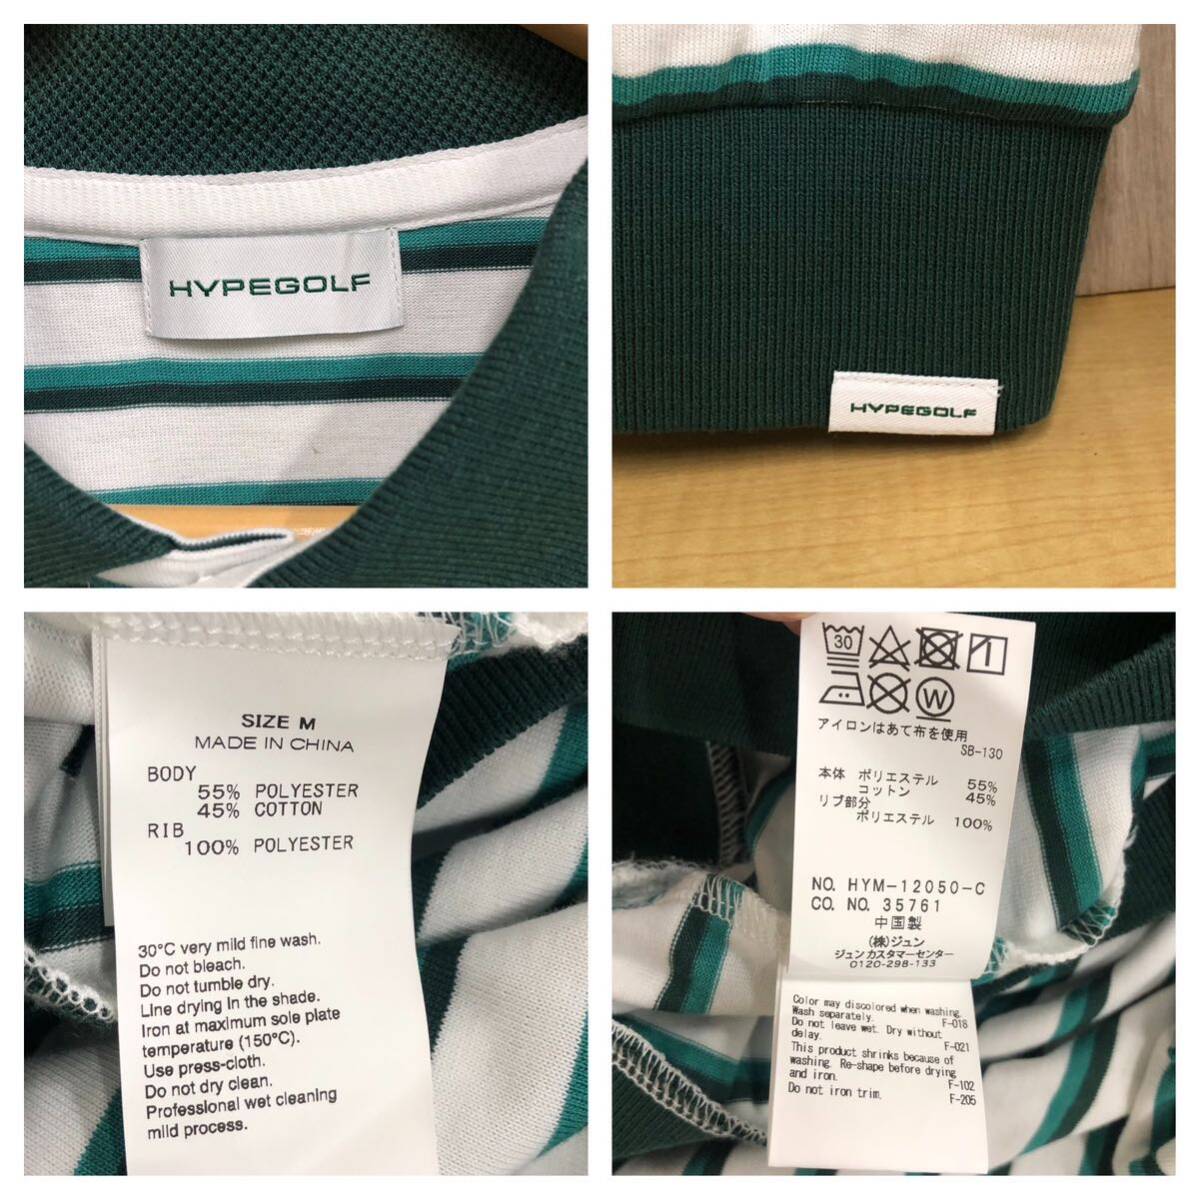 HYPEGOLF
HYPEGOLF
SIZE M
MADE IN CHINA
BODY
55% POLYESTER
45% COTTON
RIB
100% POLYESTER
30°C very mild fine wash.
Do not bleach.
Do not tumble dry.
Line drying in the shade.
Iron at maximum sole plate
temperature (150°C).
Use press-cloth.
Do not dry clean.
Professional wet cleaning
mild process.
30
W
アイロンはあて布を使用
SB-130
本体 ポリエステル 55%
コットン 45%
リブ部分
ポリエステル 100%
NO. HYM-12050-C
CO. NO. 35761
中国製
(株)ジュン
ジュンカスタマーセンター
0120-298-133
Color may discolored when washing.
Wash separately. F-018
Do not leave wet. Dry without
delay. F-021
This product shrinks because of
washing. Re-shape before drying
and iron. F-102
Do not iron trim. F-205